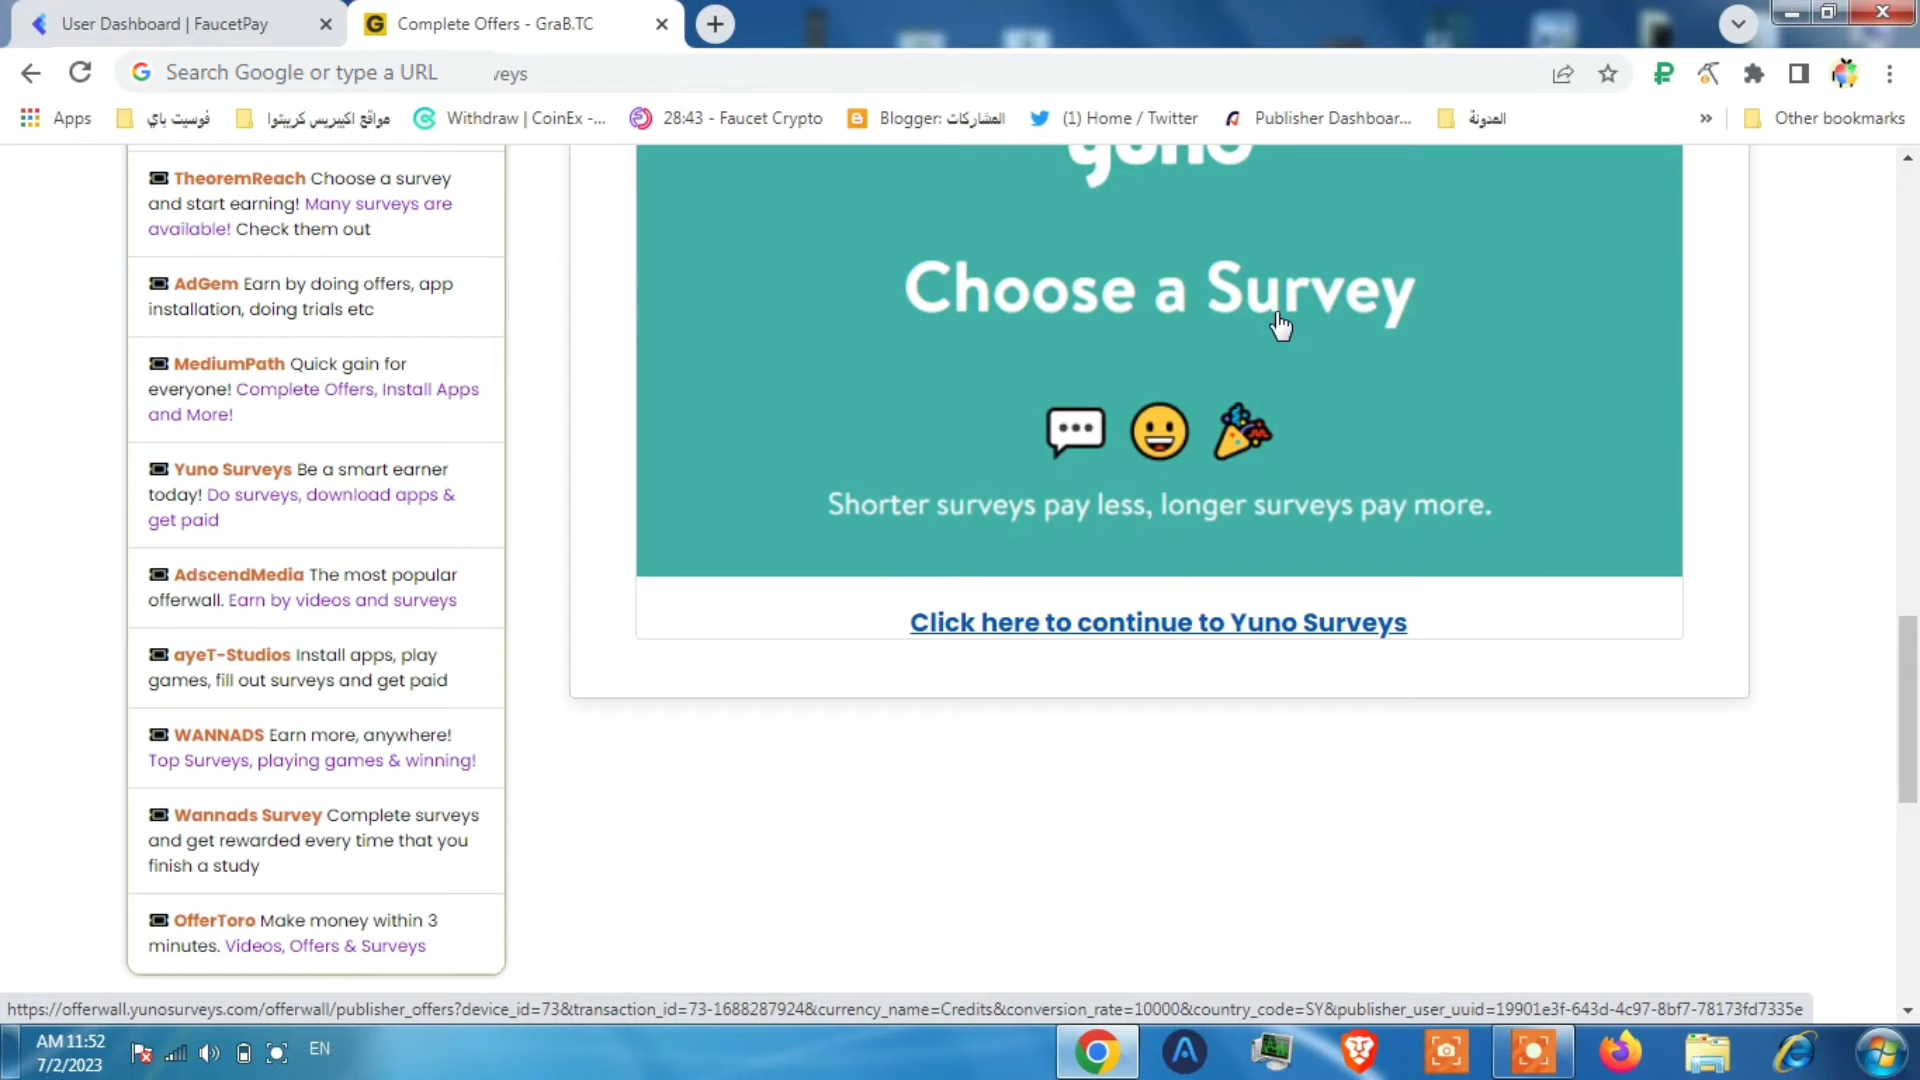 User Dashboard | FaucetPay
Complete Offers - GraB.TC
Search Google or type a URL
veys
Apps
فوسيت باي
مواقع اكبيريس كريبتوا
Withdraw | CoinEx -...
28:43 - Faucet Crypto
Blogger: المشاركات
(1) Home / Twitter
Publisher Dashboar...
المدونة
»
Other bookmarks
TheoremReach Choose a survey
and start earning! Many surveys are
available! Check them out
AdGem Earn by doing offers, app
installation, doing trials etc
MediumPath Quick gain for
everyone! Complete Offers, Install Apps
and More!
Yuno Surveys Be a smart earner
today! Do surveys, download apps &
get paid
AdscendMedia The most popular
offerwall. Earn by videos and surveys
ayeT-Studios Install apps, play
games, fill out surveys and get paid
WANNADS Earn more, anywhere!
Top Surveys, playing games & winning!
Wannads Survey Complete surveys
and get rewarded every time that you
finish a study
OfferToro Make money within 3
minutes. Videos, Offers & Surveys
yuno
Choose a Survey
Shorter surveys pay less, longer surveys pay more.
Click here to continue to Yuno Surveys
https://offerwall.yunosurveys.com/offerwall/publisher_offers?device_id=73&transaction_id=73-1688287924&currency_name=Credits&conversion_rate=10000&country_code=SY&publisher_user_uuid=19901e3f-643d-4c97-8bf7-78173fd7335e
AM 11:52
7/2/2023
EN